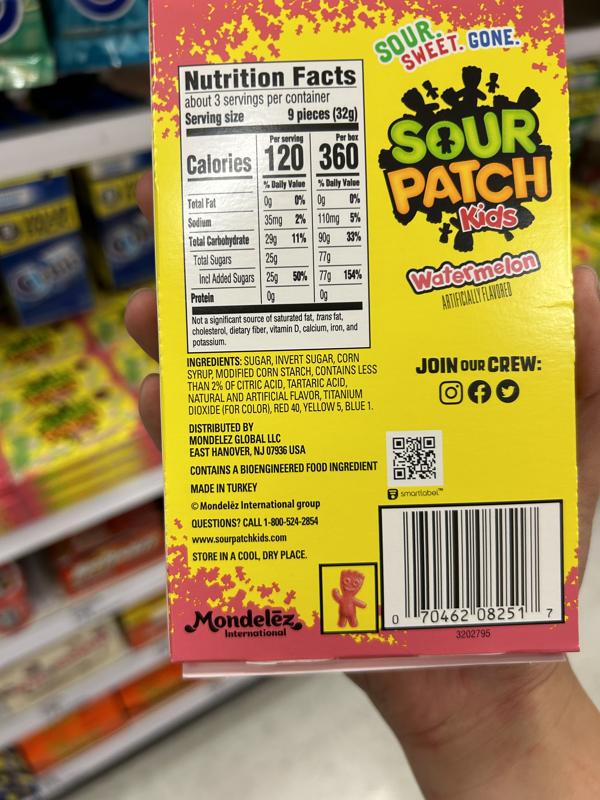 SOUR. SWEET. GONE.
Nutrition Facts
about 3 servings per container
Serving size 9 pieces (32g)
Per serving Per box
Calories 120 360
% Daily Value % Daily Value
Total Fat 0g 0% 0g 0%
Sodium 35mg 2% 110mg 5%
Total Carbohydrate 29g 11% 90g 33%
Total Sugars 25g 77g
Incl Added Sugars 25g 50% 77g 154%
Protein 0g 0g
Not a significant source of saturated fat, trans fat,
cholesterol, dietary fiber, vitamin D, calcium, iron, and
potassium.
SOUR
PATCH
Kids
Watermelon
ARTIFICIALLY FLAVORED
INGREDIENTS: SUGAR, INVERT SUGAR, CORN
SYRUP, MODIFIED CORN STARCH, CONTAINS LESS
THAN 2% OF CITRIC ACID, TARTARIC ACID,
NATURAL AND ARTIFICIAL FLAVOR, TITANIUM
DIOXIDE (FOR COLOR), RED 40, YELLOW 5, BLUE 1.
DISTRIBUTED BY
MONDELĒZ GLOBAL LLC
EAST HANOVER, NJ 07936 USA
CONTAINS A BIOENGINEERED FOOD INGREDIENT
MADE IN TURKEY
© Mondelēz International group
QUESTIONS? CALL 1-800-524-2854
www.sourpatchkids.com
STORE IN A COOL, DRY PLACE.
JOIN OUR CREW:
smartlabel™
Mondelēz
International
0 70462 08251 7
3202795